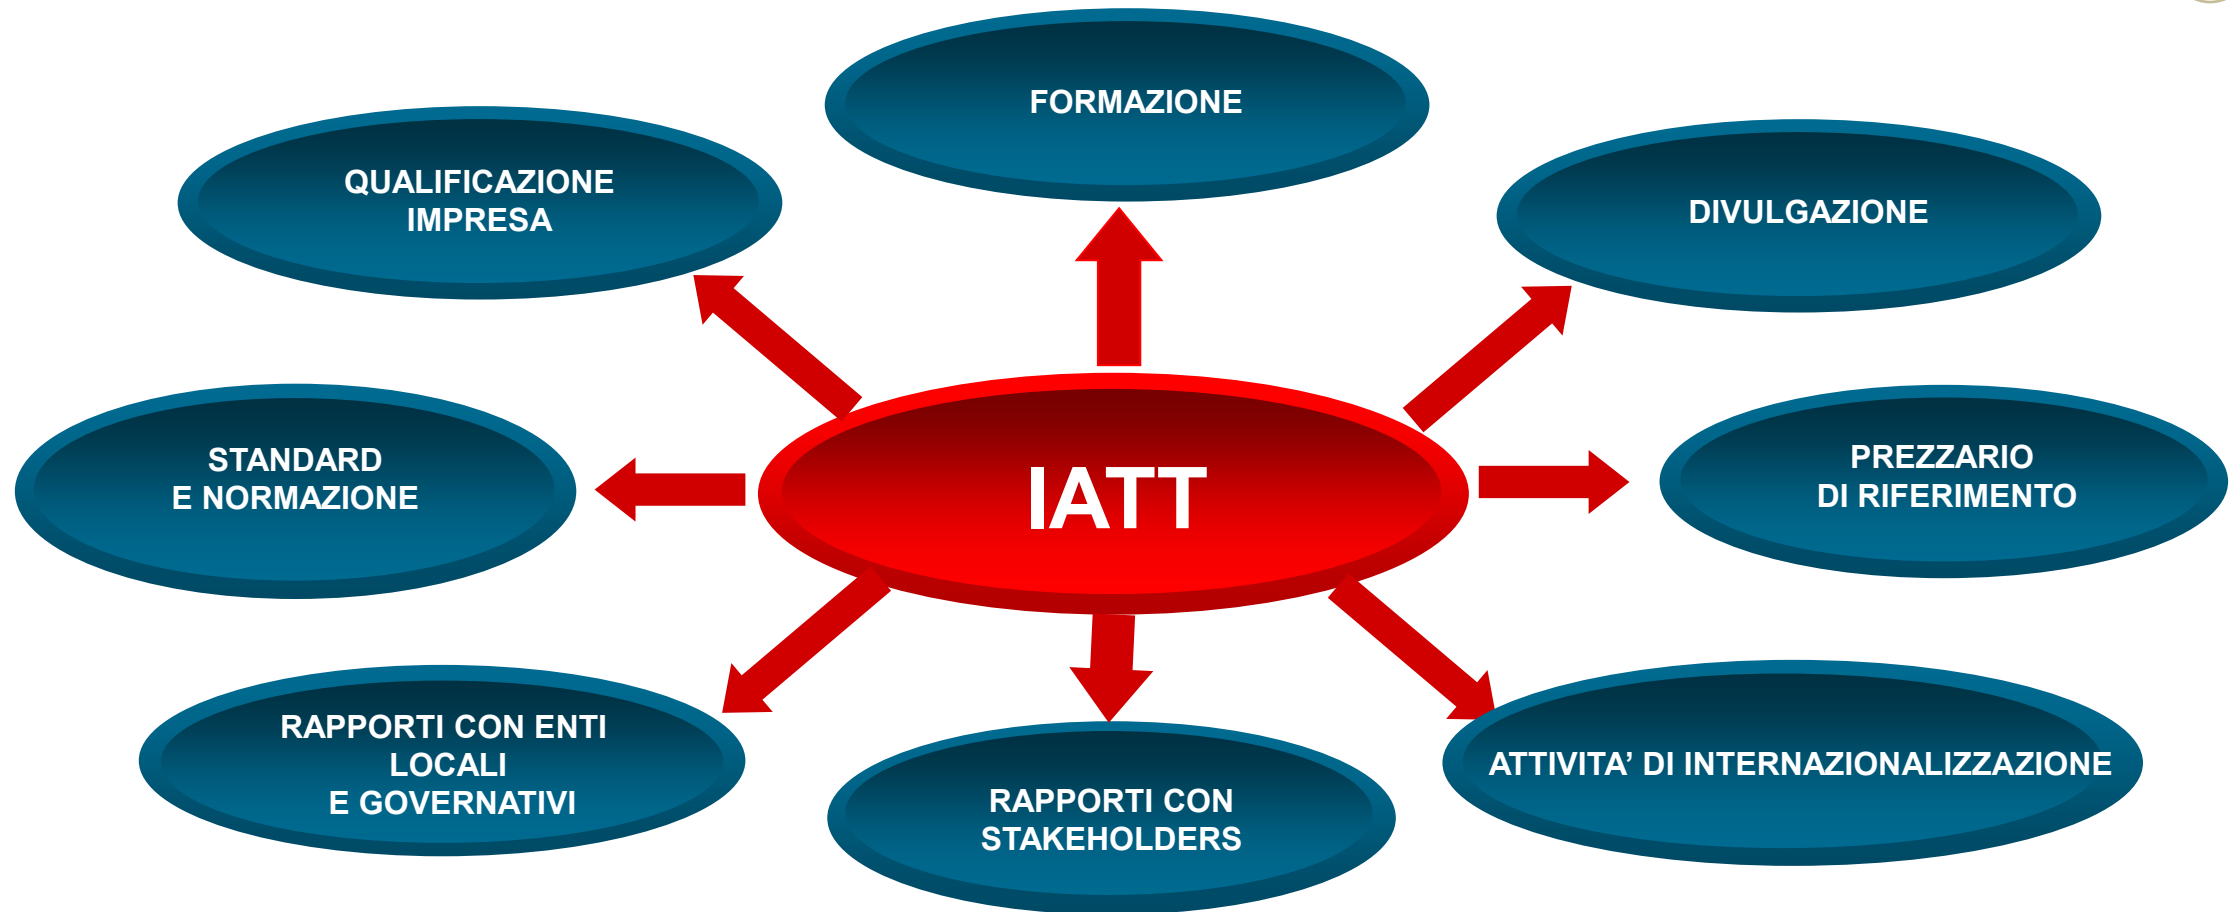 FORMAZIONE
QUALIFICAZIONE
IMPRESA
DIVULGAZIONE
STANDARD
E NORMAZIONE
IATT
PREZZARIO
DI RIFERIMENTO
RAPPORTI CON ENTI
LOCALI
E GOVERNATIVI
RAPPORTI CON
STAKEHOLDERS
ATTIVITA’ DI INTERNAZIONALIZZAZIONE